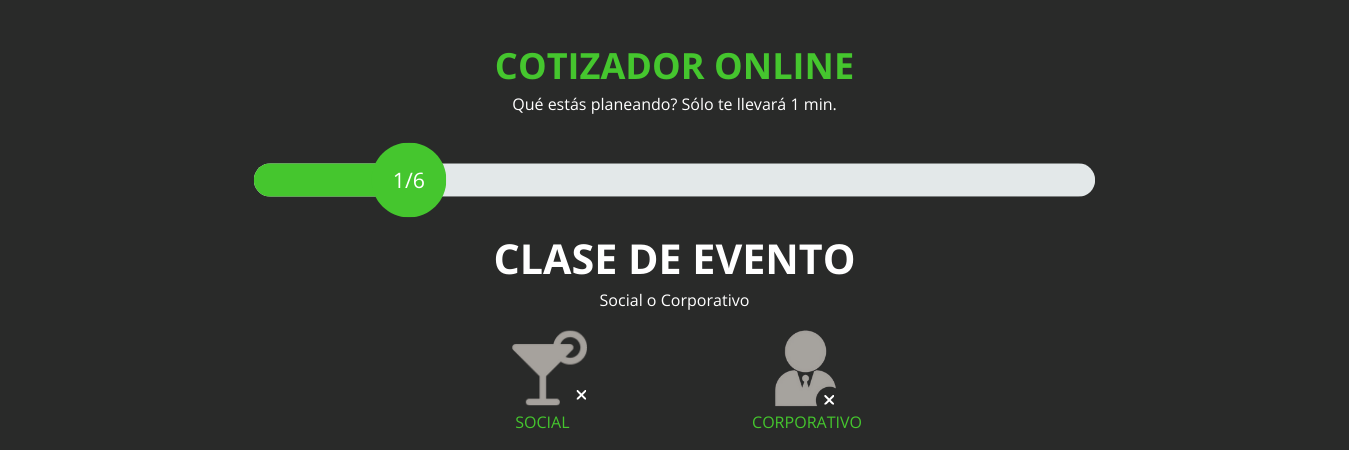 COTIZADOR ONLINE
Qué estás planeando? Sólo te llevará 1 min.
1/6
CLASE DE EVENTO
Social o Corporativo
SOCIAL
CORPORATIVO